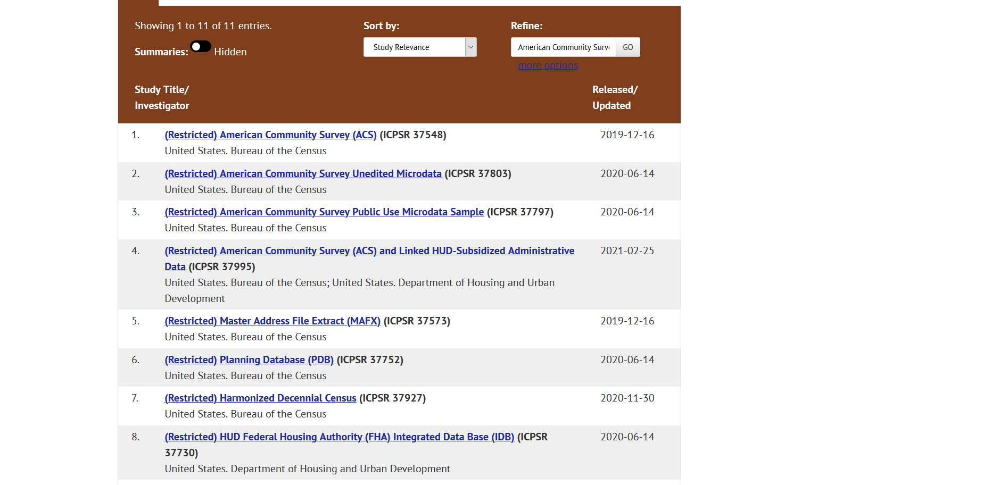 Showing 1 to 11 of 11 entries.
Sort by:
Refine:
Summaries: Hidden
Study Relevance
American Community Surv
GO
more options
Study Title/
Investigator
Released/
Updated
1. (Restricted) American Community Survey (ACS) (ICPSR 37548) 2019-12-16
United States. Bureau of the Census
2. (Restricted) American Community Survey Unedited Microdata (ICPSR 37803) 2020-06-14
United States. Bureau of the Census
3. (Restricted) American Community Survey Public Use Microdata Sample (ICPSR 37797) 2020-06-14
United States. Bureau of the Census
4. (Restricted) American Community Survey (ACS) and Linked HUD-Subsidized Administrative 2021-02-25
Data (ICPSR 37995)
United States. Bureau of the Census; United States. Department of Housing and Urban
Development
5. (Restricted) Master Address File Extract (MAFX) (ICPSR 37573) 2019-12-16
United States. Bureau of the Census
6. (Restricted) Planning Database (PDB) (ICPSR 37752) 2020-06-14
United States. Bureau of the Census
7. (Restricted) Harmonized Decennial Census (ICPSR 37927) 2020-11-30
United States. Bureau of the Census
8. (Restricted) HUD Federal Housing Authority (FHA) Integrated Data Base (IDB) (ICPSR 2020-06-14
37730)
United States. Department of Housing and Urban Development